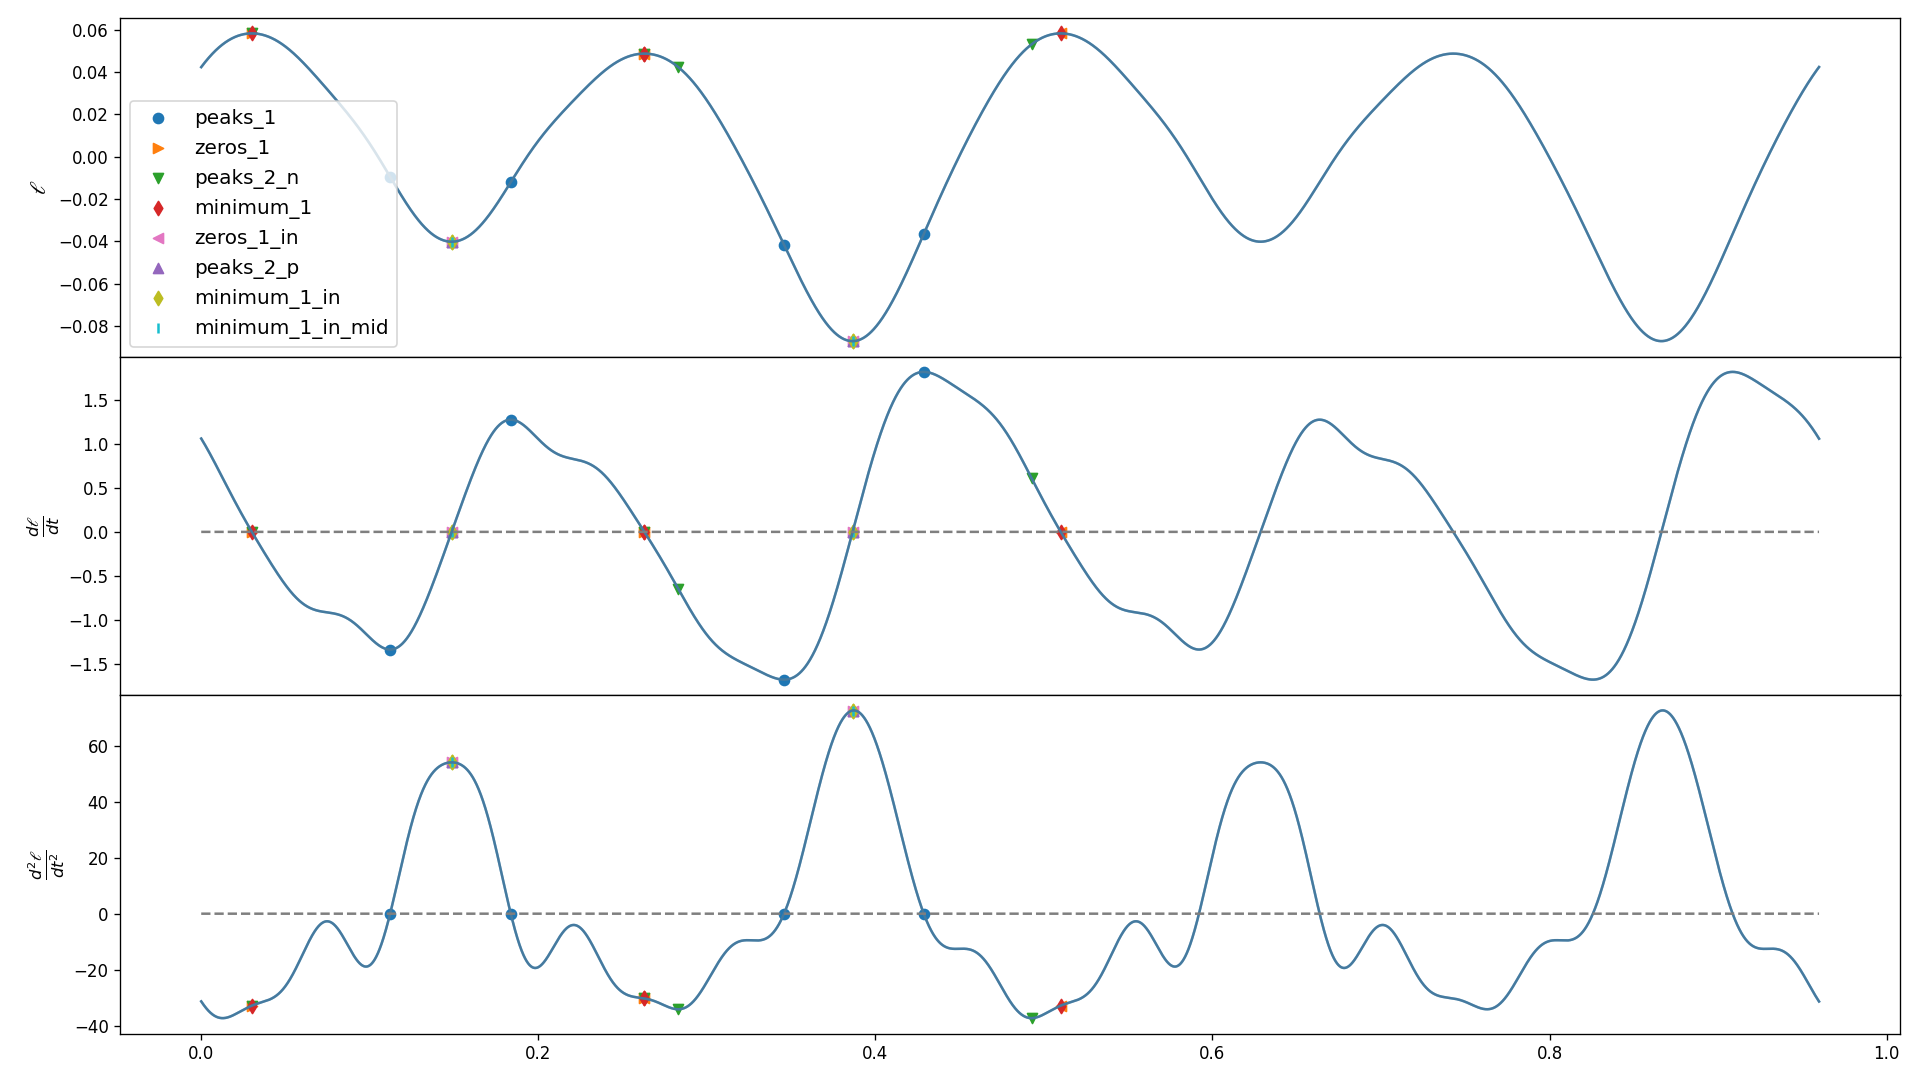 0.06
0.04
0.02
0.00
−0.02
−0.04
−0.06
−0.08
ℓ
peaks_1
zeros_1
peaks_2_n
minimum_1
zeros_1_in
peaks_2_p
minimum_1_in
minimum_1_in_mid
1.5
1.0
0.5
0.0
−0.5
−1.0
−1.5
dℓ
dt
60
40
20
0
−20
−40
d²ℓ
dt²
0.0 0.2 0.4 0.6 0.8 1.0